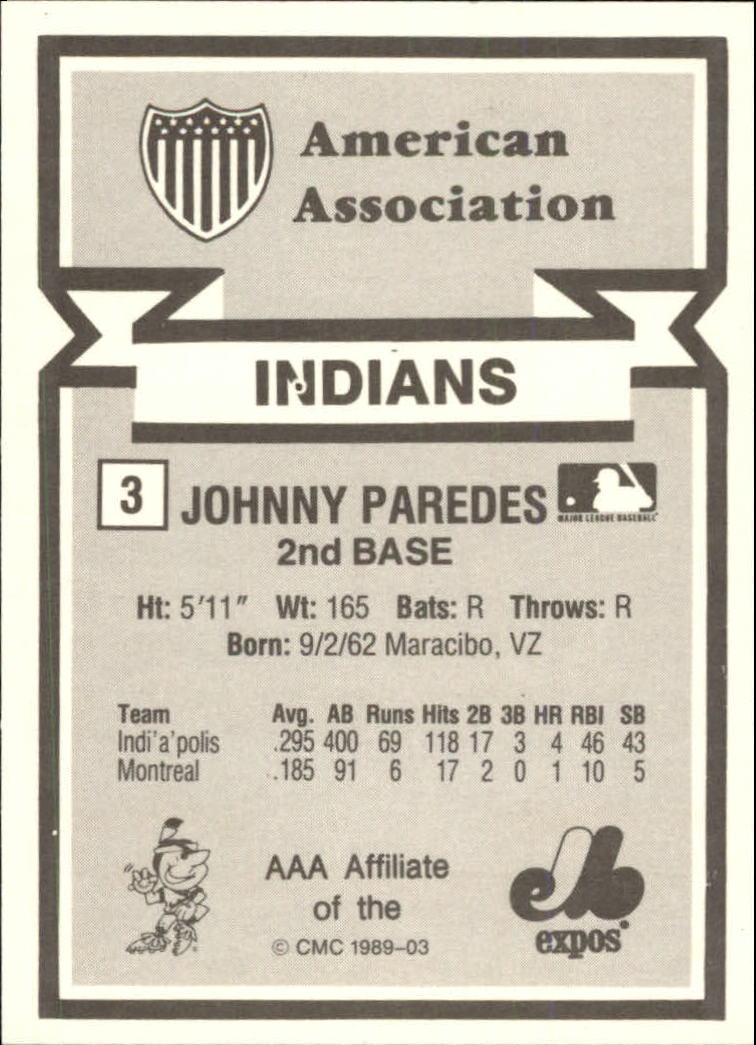 American
Association
INDIANS
3 JOHNNY PAREDES
MAJOR LEAGUE BASEBALL
2nd BASE
Ht: 5'11" Wt: 165 Bats: R Throws: R
Born: 9/2/62 Maracibo, VZ
Team Avg. AB Runs Hits 2B 3B HR RBI SB
Indi'a'polis .295 400 69 118 17 3 4 46 43
Montreal .185 91 6 17 2 0 1 10 5
AAA Affiliate
of the
© CMC 1989-03
expos